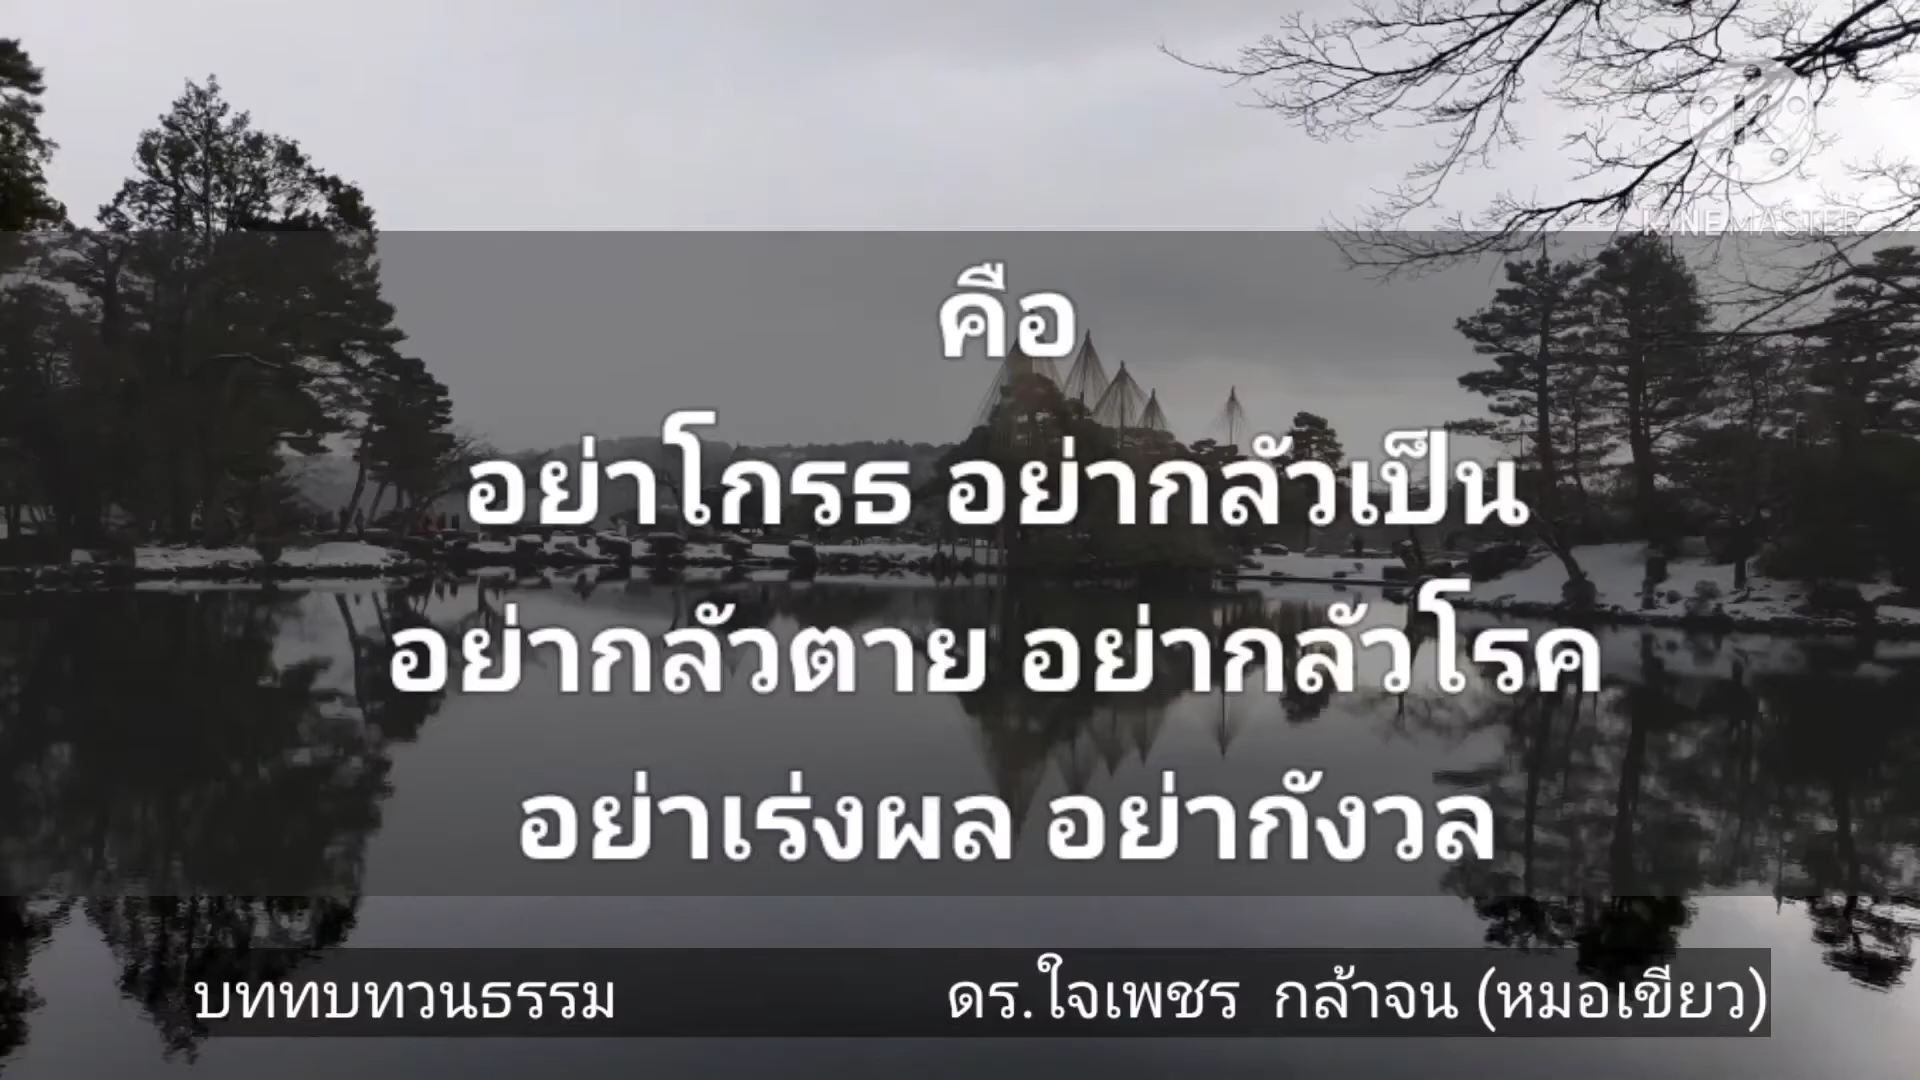 KINEMASTER
คือ
อย่าโกรธ อย่ากลัวเป็น
อย่ากลัวตาย อย่ากลัวโรค
อย่าเร่งผล อย่ากังวล
บททบทวนธรรม ดร.ใจเพชร กล้าจน (หมอเขียว)